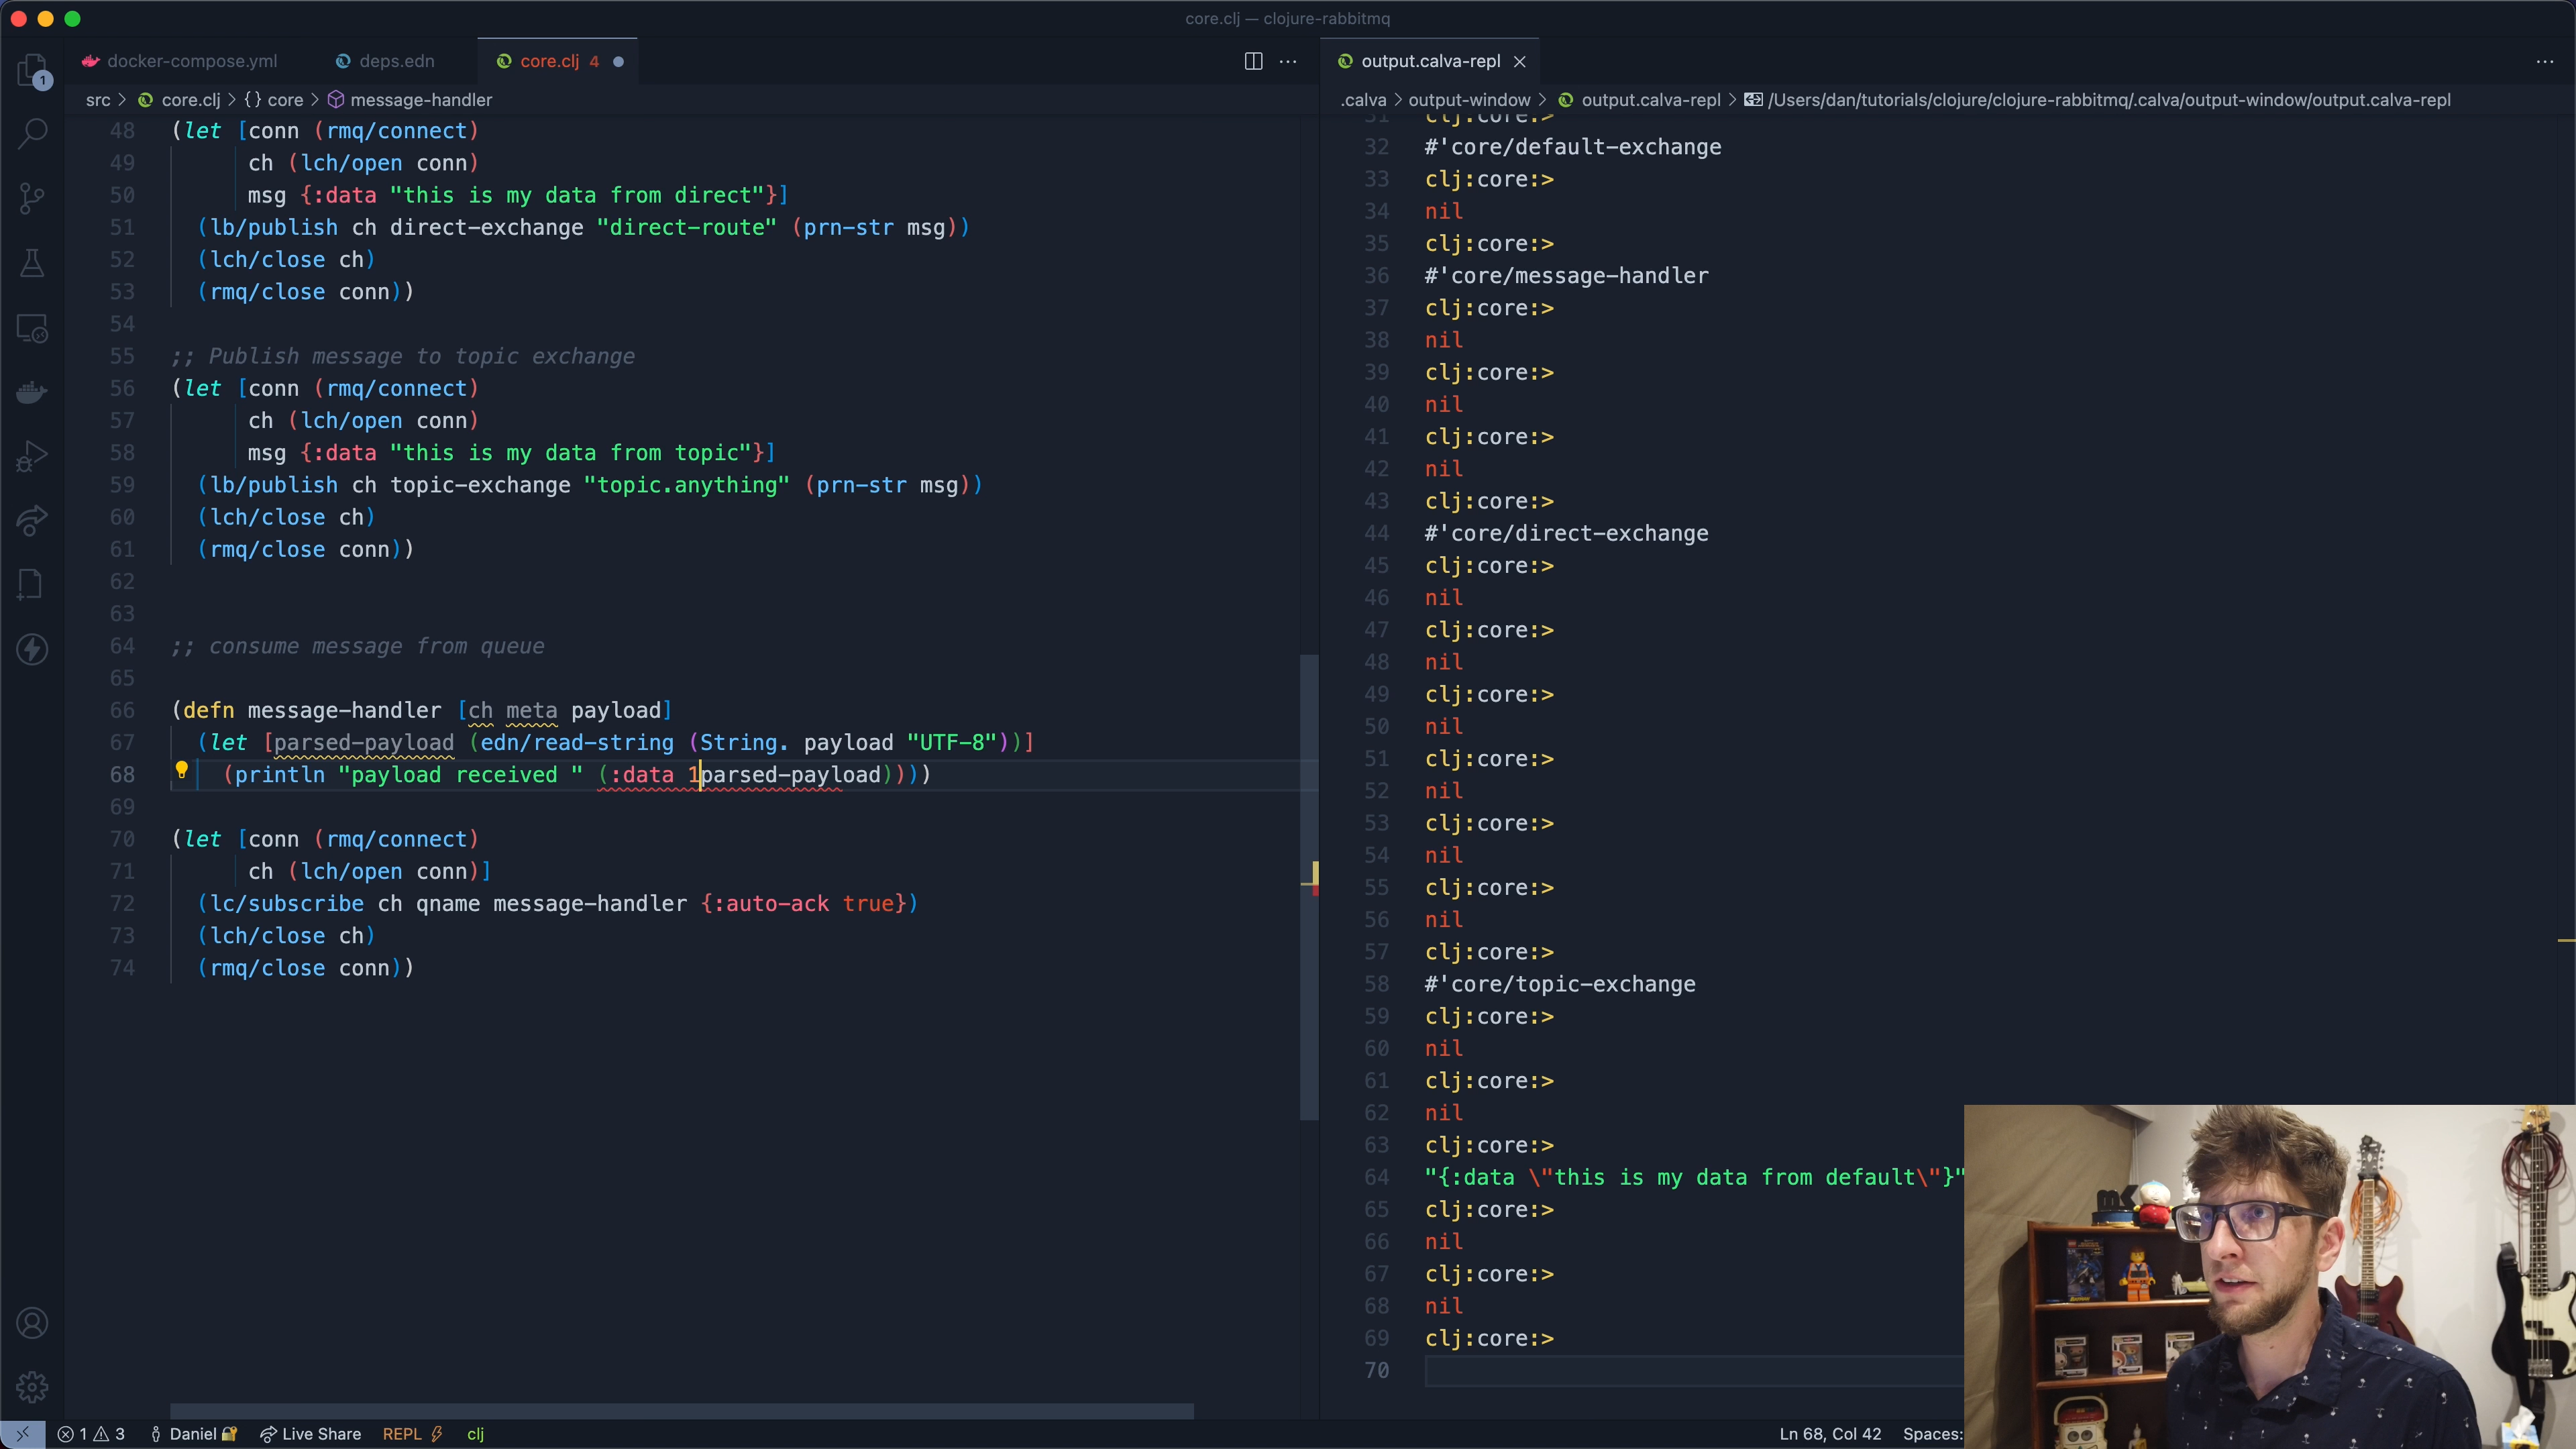 core.clj — clojure-rabbitmq
docker-compose.yml
deps.edn
core.clj 4
output.calva-repl
src > core.clj > {} core > message-handler
.calva > output-window > output.calva-repl > /Users/dan/tutorials/clojure/clojure-rabbitmq/.calva/output-window/output.calva-repl
1
48 (let [conn (rmq/connect)
49 ch (lch/open conn)
50 msg {:data "this is my data from direct"}]
51 (lb/publish ch direct-exchange "direct-route" (prn-str msg))
52 (lch/close ch)
53 (rmq/close conn))
54
55 ;; Publish message to topic exchange
56 (let [conn (rmq/connect)
57 ch (lch/open conn)
58 msg {:data "this is my data from topic"}]
59 (lb/publish ch topic-exchange "topic.anything" (prn-str msg))
60 (lch/close ch)
61 (rmq/close conn))
62
63
64 ;; consume message from queue
65
66 (defn message-handler [ch meta payload]
67 (let [parsed-payload (edn/read-string (String. payload "UTF-8"))]
68 (println "payload received " (:data 1parsed-payload))))
69
70 (let [conn (rmq/connect)
71 ch (lch/open conn)]
72 (lc/subscribe ch qname message-handler {:auto-ack true})
73 (lch/close ch)
74 (rmq/close conn))
31 clj:core:>
32 #'core/default-exchange
33 clj:core:>
34 nil
35 clj:core:>
36 #'core/message-handler
37 clj:core:>
38 nil
39 clj:core:>
40 nil
41 clj:core:>
42 nil
43 clj:core:>
44 #'core/direct-exchange
45 clj:core:>
46 nil
47 clj:core:>
48 nil
49 clj:core:>
50 nil
51 clj:core:>
52 nil
53 clj:core:>
54 nil
55 clj:core:>
56 nil
57 clj:core:>
58 #'core/topic-exchange
59 clj:core:>
60 nil
61 clj:core:>
62 nil
63 clj:core:>
64 "{:data \"this is my data from default\"}"
65 clj:core:>
66 nil
67 clj:core:>
68 nil
69 clj:core:>
70
1 3 Daniel Live Share REPL clj
Ln 68, Col 42 Spaces: